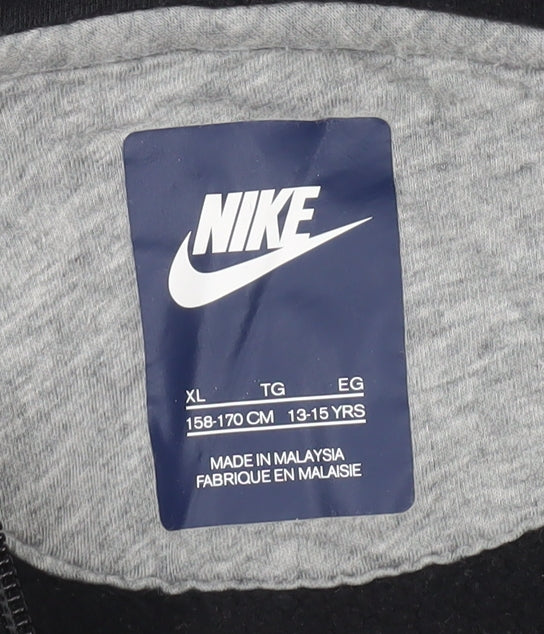 NIKE
XL TG EG
158-170 CM 13-15 YRS
MADE IN MALAYSIA
FABRIQUE EN MALAISIE